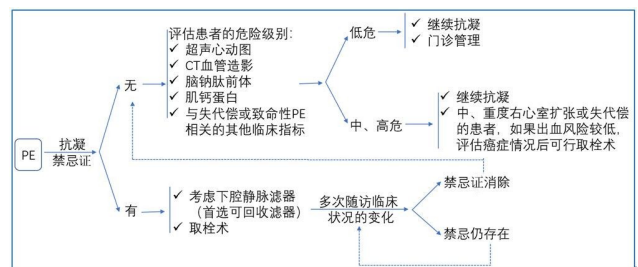 PE
抗凝
禁忌证
无
评估患者的危险级别：
✓ 超声心动图
✓ CT血管造影
✓ 脑钠肽前体
✓ 肌钙蛋白
✓ 与失代偿或致命性PE
相关的其他临床指标
低危
✓ 继续抗凝
✓ 门诊管理
中、高危
✓ 继续抗凝
✓ 中、重度右心室扩张或失代偿
的患者，如果出血风险较低，
评估癌症情况后可行取栓术
有
✓ 考虑下腔静脉滤器
（首选可回收滤器）
✓ 取栓术
多次随访临床
状况的变化
禁忌证消除
禁忌仍存在